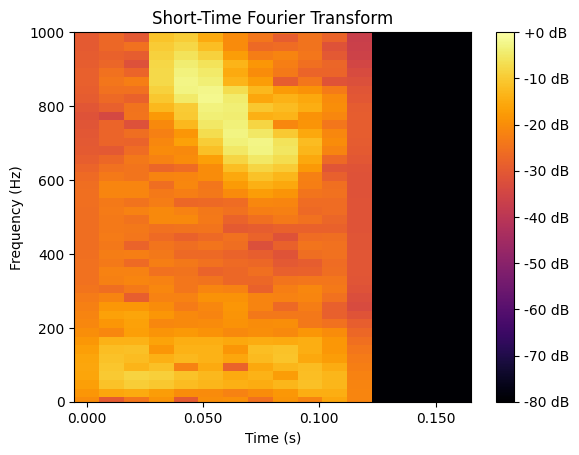 Short-Time Fourier Transform
Frequency (Hz)
1000
800
600
400
200
0
0.000
0.050
0.100
0.150
Time (s)
+0 dB
-10 dB
-20 dB
-30 dB
-40 dB
-50 dB
-60 dB
-70 dB
-80 dB